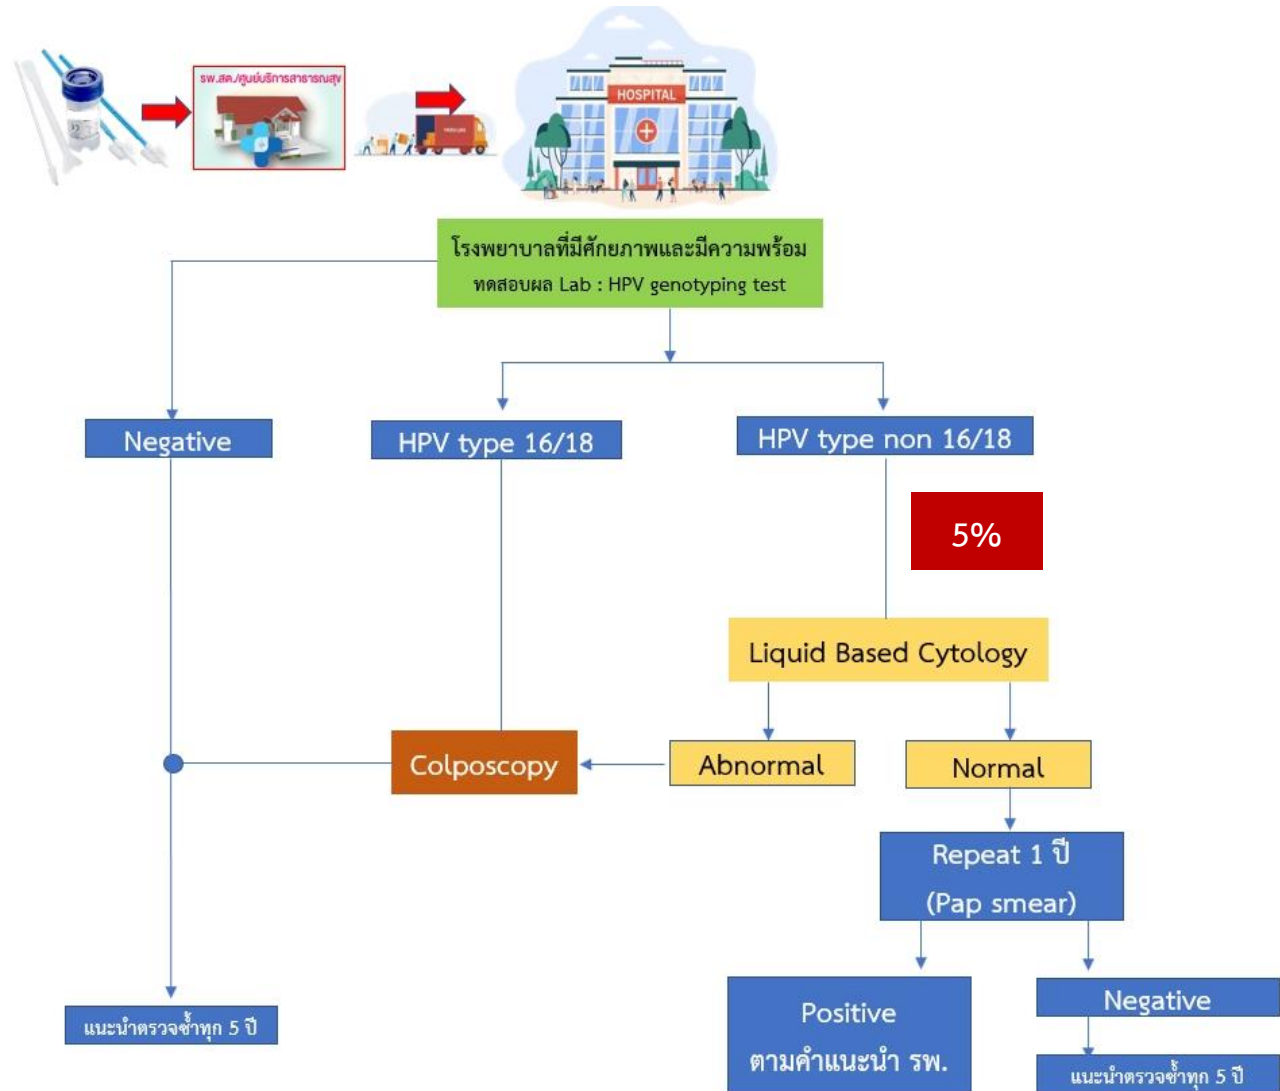 รพ.สต./ศูนย์บริการสาธารณสุข
HOSPITAL
โรงพยาบาลที่มีศักยภาพและมีความพร้อม
ทดสอบผล Lab : HPV genotyping test
Negative
HPV type 16/18
HPV type non 16/18
5%
Liquid Based Cytology
Colposcopy
Abnormal
Normal
Repeat 1 ปี
(Pap smear)
แนะนำตรวจซ้ำทุก 5 ปี
Positive
ตามคำแนะนำ รพ.
Negative
แนะนำตรวจซ้ำทุก 5 ปี